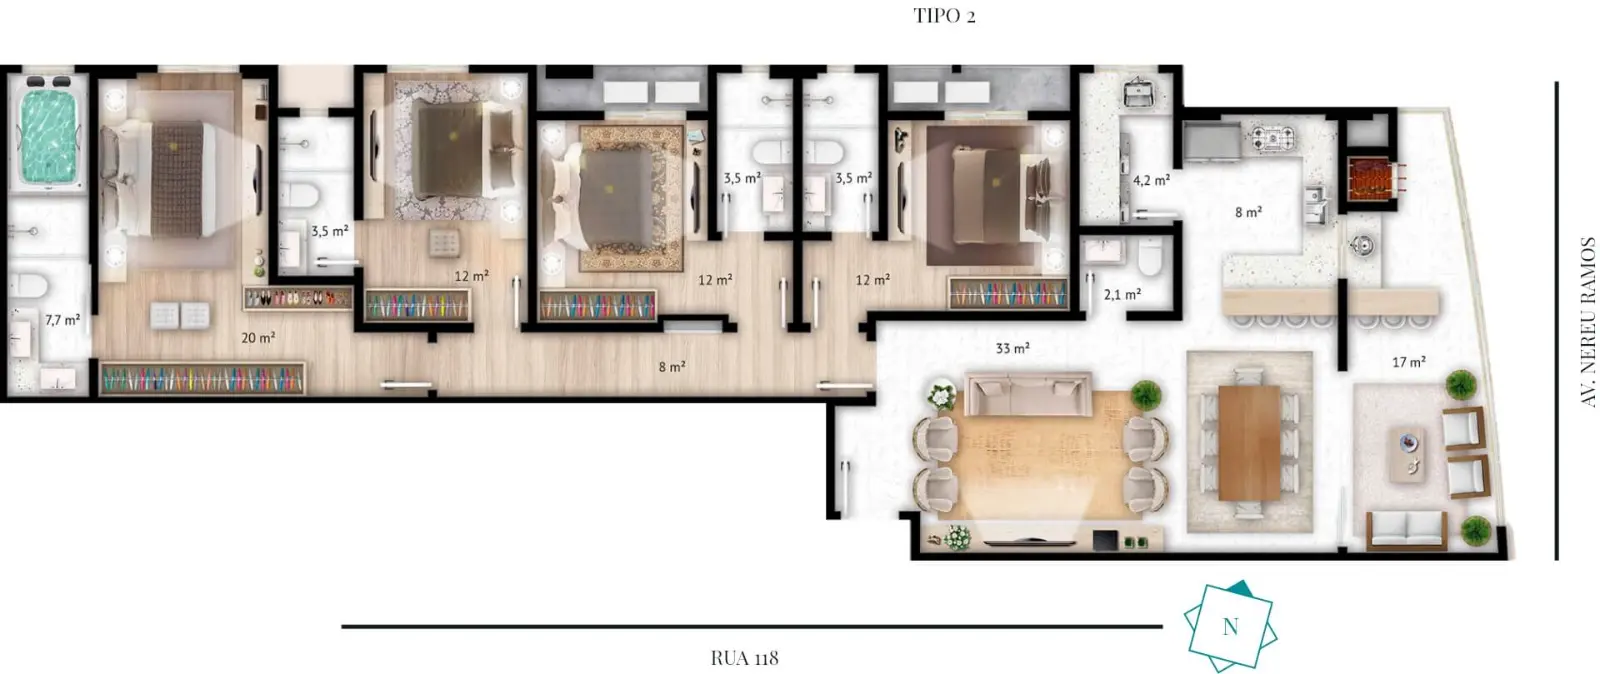 TIPO 2
3,5 m²
3,5 m²
4,2 m²
8 m²
3,5 m²
12 m²
12 m²
12 m²
2,1 m²
7,7 m²
20 m²
33 m²
17 m²
8 m²
AV. NEREU RAMOS
N
RUA 118